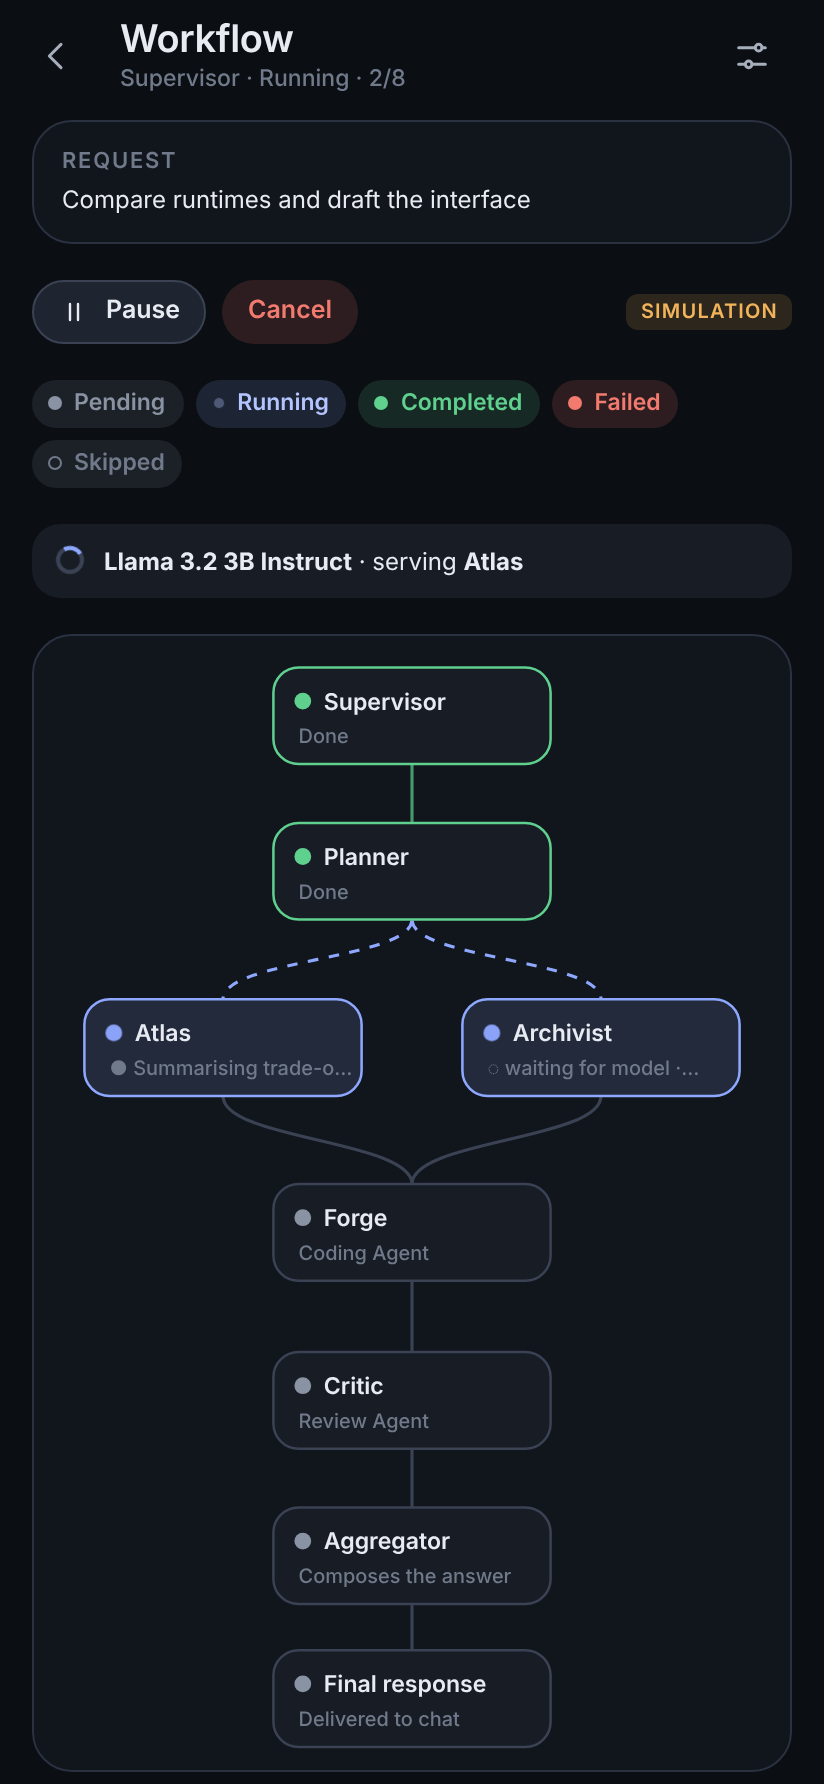 Workflow
Supervisor · Running · 2/8
REQUEST
Compare runtimes and draft the interface
Pause
Cancel
SIMULATION
Pending
Running
Completed
Failed
Skipped
Llama 3.2 3B Instruct · serving Atlas
Supervisor
Done
Planner
Done
Atlas
Summarising trade-o...
Archivist
waiting for model ·...
Forge
Coding Agent
Critic
Review Agent
Aggregator
Composes the answer
Final response
Delivered to chat